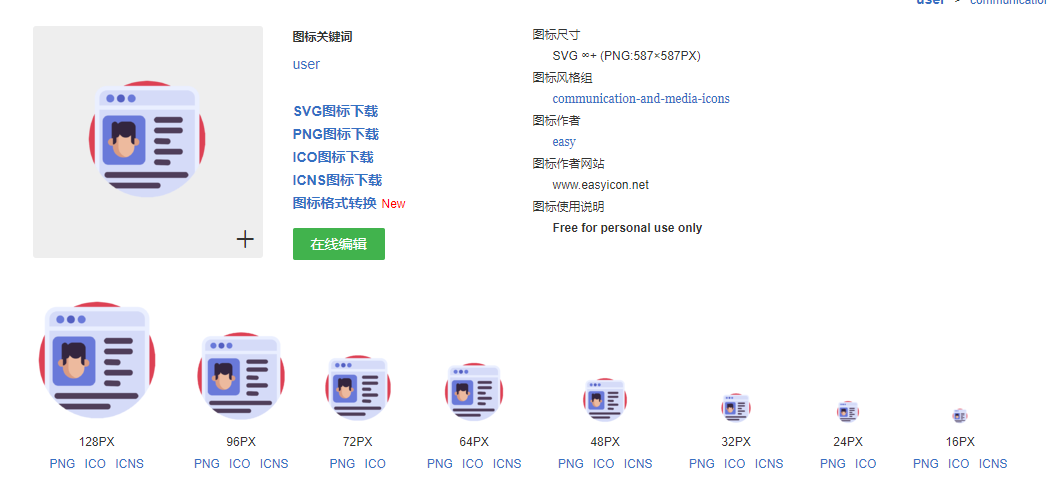 user > communication
图标关键词
user
SVG图标下载
PNG图标下载
ICO图标下载
ICNS图标下载
图标格式转换 New
在线编辑
图标尺寸
SVG ∞+ (PNG:587×587PX)
图标风格组
communication-and-media-icons
图标作者
easy
图标作者网站
www.easyicon.net
图标使用说明
Free for personal use only
128PX
PNG ICO ICNS
96PX
PNG ICO ICNS
72PX
PNG ICO
64PX
PNG ICO ICNS
48PX
PNG ICO ICNS
32PX
PNG ICO ICNS
24PX
PNG ICO
16PX
PNG ICO ICNS